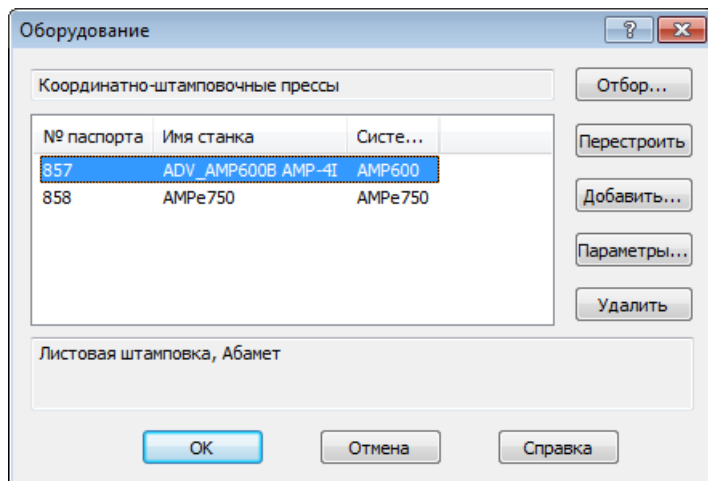 Оборудование
Координатно-штамповочные прессы
Отбор...
№ паспорта Имя станка Систе...
Перестроить
857 ADV_AMP600B AMP-4I AMP600
858 AMPe750 AMPe750
Добавить...
Параметры...
Удалить
Листовая штамповка, Абамет
ОК Отмена Справка